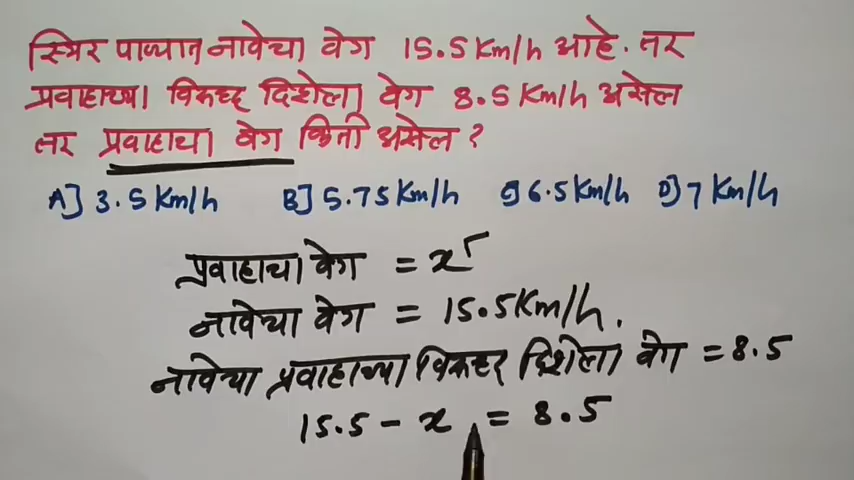 स्थिर पाण्यात नावेचा वेग 15.5 Km/h आहे. तर
प्रवाहाच्या विरुद्ध दिशेला वेग 8.5 Km/h असेल
तर प्रवाहाचा वेग किती असेल ?
A] 3.5 Km/h B] 5.75 Km/h C] 6.5 Km/h D] 7 Km/h
प्रवाहाचा वेग = x
नावेचा वेग = 15.5 Km/h.
नावेचा प्रवाहाच्या विरुद्ध दिशेला वेग = 8.5
15.5 - x = 8.5